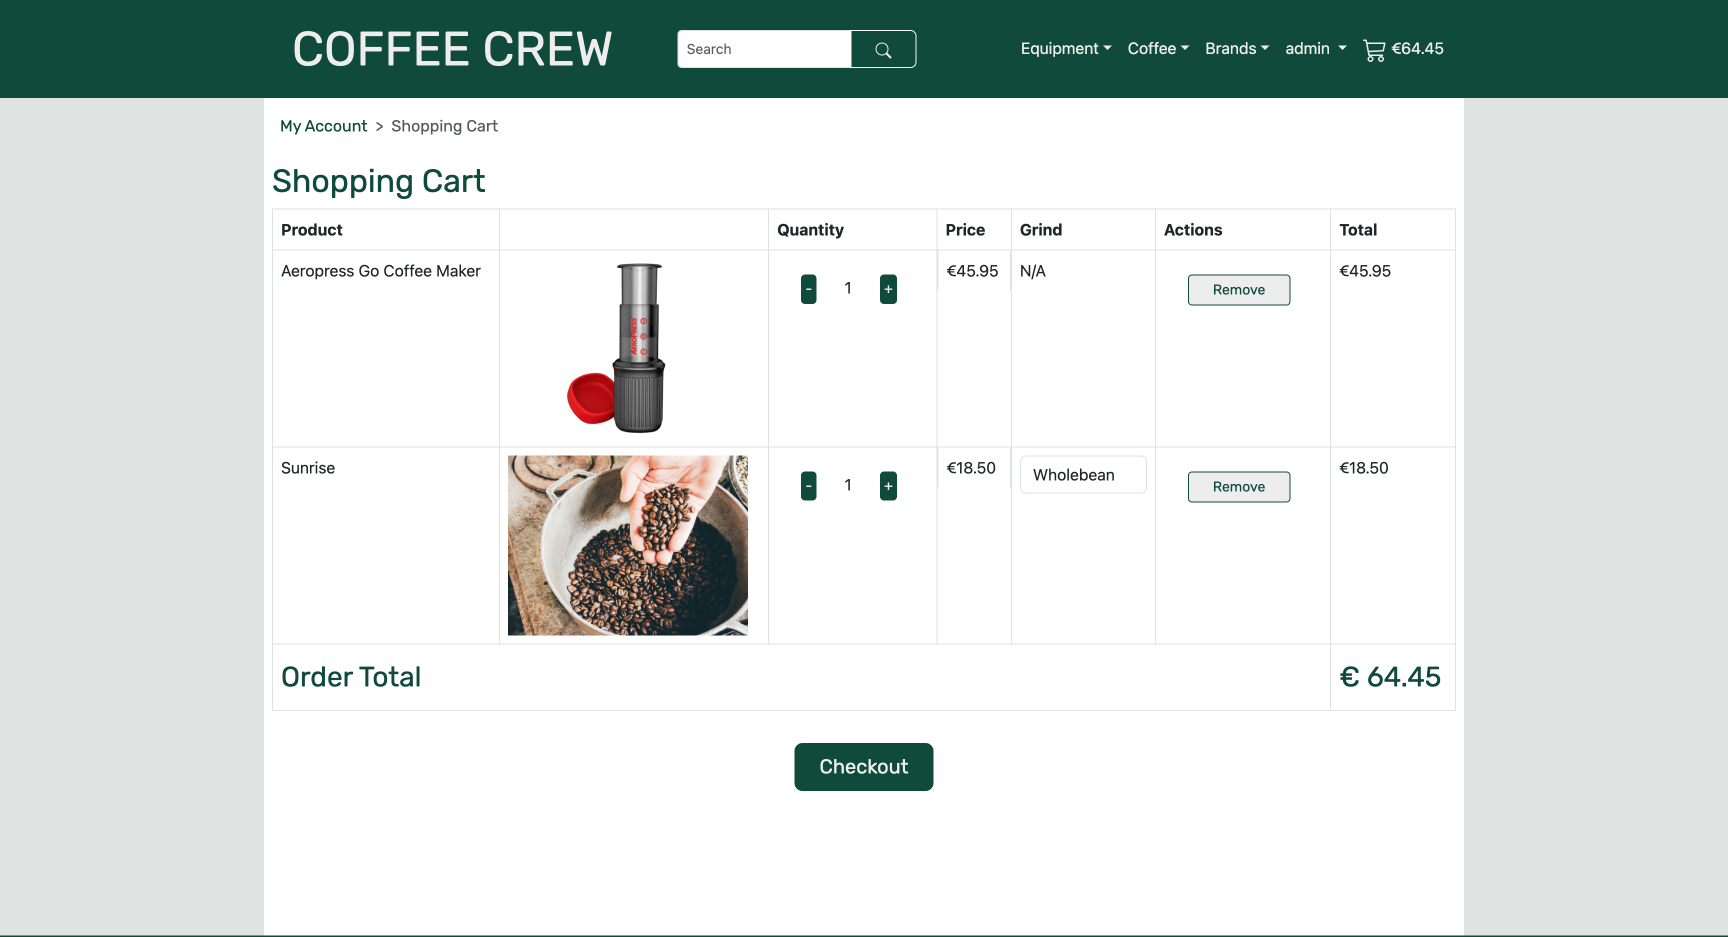 COFFEE CREW
Search
Equipment Coffee Brands admin €64.45
My Account > Shopping Cart
Shopping Cart
Product Quantity Price Grind Actions Total
Aeropress Go Coffee Maker - 1 + €45.95 N/A Remove €45.95
AEROPRESS
Sunrise - 1 + €18.50 Wholebean Remove €18.50
Order Total € 64.45
Checkout